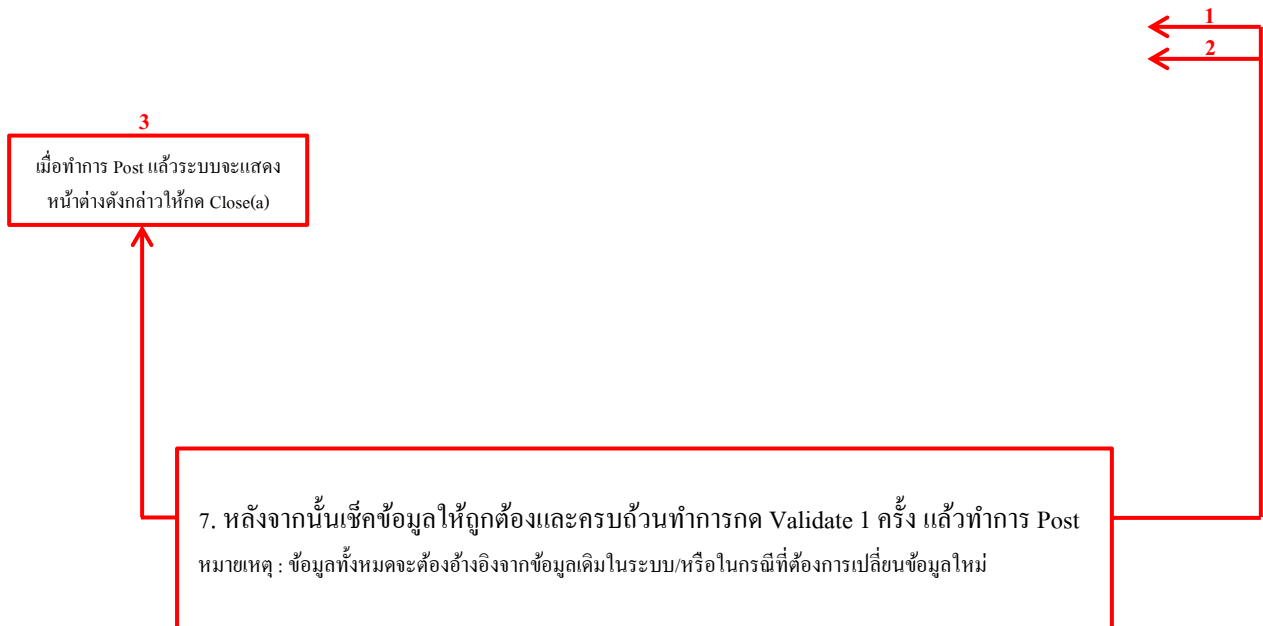 1
2
3
เมื่อทำการ Post แล้วระบบจะแสดง
หน้าต่างดังกล่าวให้กด Close(a)
7. หลังจากนั้นเช็คข้อมูลให้ถูกต้องและครบถ้วนทำการกด Validate 1 ครั้ง แล้วทำการ Post
หมายเหตุ : ข้อมูลทั้งหมดจะต้องอ้างอิงจากข้อมูลเดิมในระบบ/หรือในกรณีที่ต้องการเปลี่ยนข้อมูลใหม่